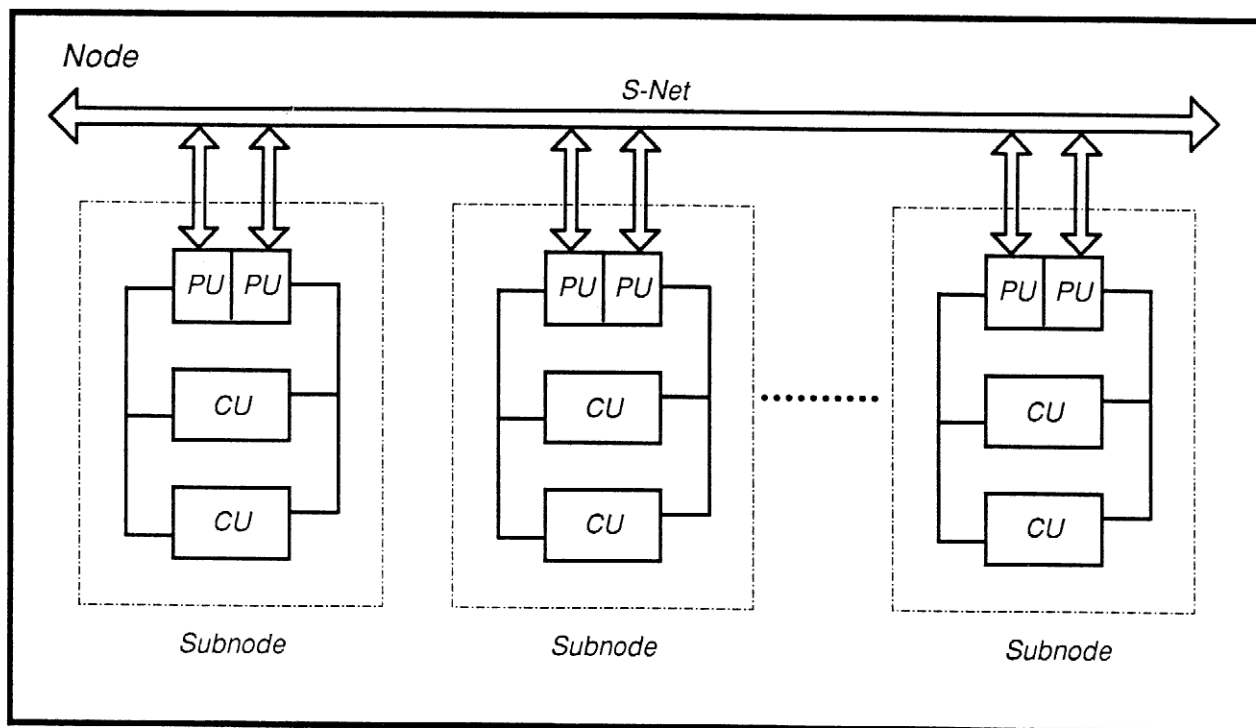 Node
S-Net
PU PU PU PU PU PU
CU CU CU
CU CU CU
Subnode Subnode Subnode